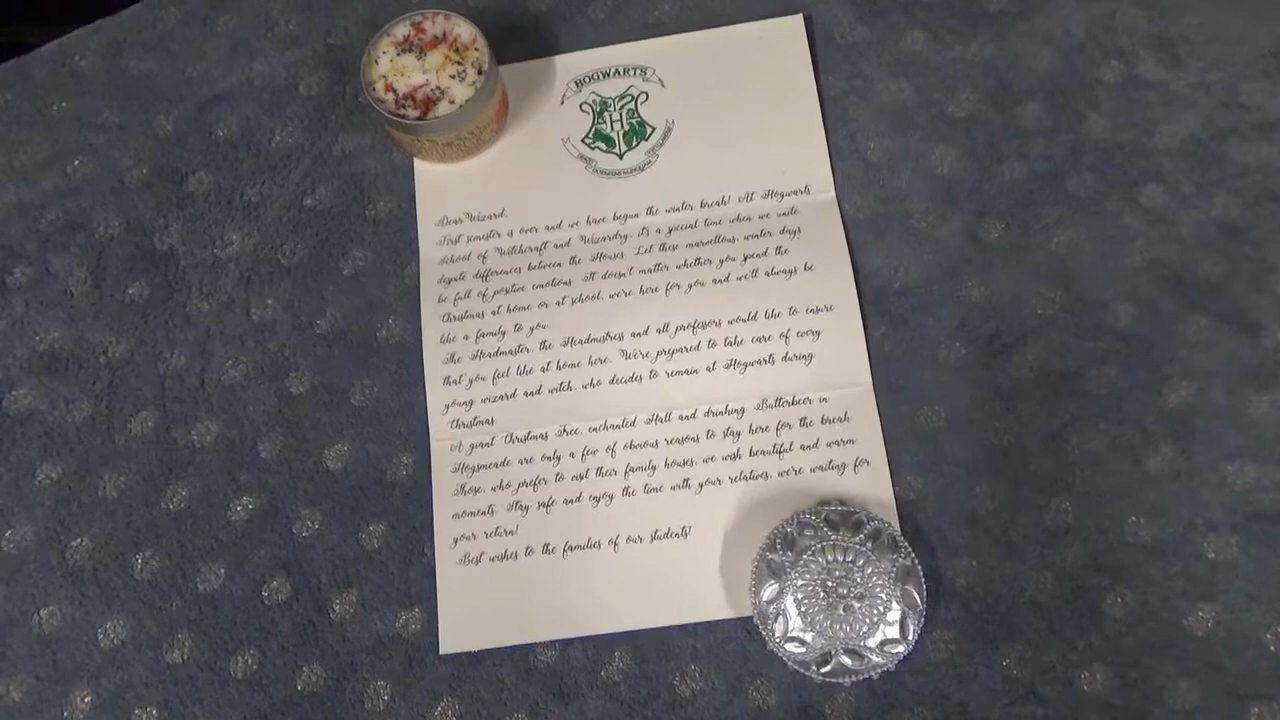 HOGWARTS
H
DRACO DORMIENS NUNQUAM TITILLANDUS
Dear Wizard,
First semester is over and we have begun the winter break! At Hogwarts
School of Witchcraft and Wizardry, it's a special time when we unite
despite differences between the Houses. Let these marvellous, winter days
be full of positive emotions. It doesn't matter whether you spend the
Christmas at home or at school, we're here for you and we'll always be
like a family to you.
The Headmaster, the Headmistress and all professors would like to ensure
that you feel like at home here. We're prepared to take care of every
young wizard and witch, who decides to remain at Hogwarts during
Christmas.
A giant Christmas Tree, enchanted Hall and drinking Butterbeer in
Hogsmeade are only a few of obvious reasons to stay here for the break.
Those, who prefer to visit their family houses, we wish beautiful and warm
moments. Stay safe and enjoy the time with your relatives, we're waiting for
your return!
Best wishes to the families of our students!